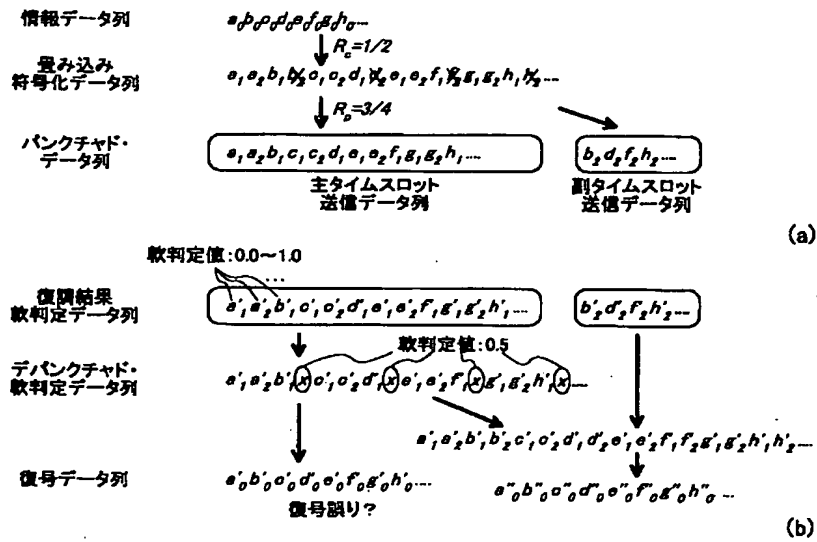 情報データ列 a₀b₀c₀d₀e₀f₀g₀h₀....
R_c=1/2
畳み込み
符号化データ列 a₁a₂b₁b₂c₁c₂d₁d₂e₁e₂f₁f₂g₁g₂h₁h₂....
R_p=3/4
パンクチャド・
データ列 a₁a₂b₁c₁c₂d₁e₁e₂f₁g₁g₂h₁.... b₂d₂f₂h₂....
主タイムスロット 副タイムスロット
送信データ列 送信データ列
(a)
軟判定値:0.0~1.0
...
復調結果
軟判定データ列 a'₁a'₂b'₁c'₁c'₂d'₁e'₁e'₂f'₁g'₁g'₂h'₁.... b'₂d'₂f'₂h'₂....
軟判定値:0.5
デパンクチャド・
軟判定データ列 a'₁a'₂b'₁xc'₁c'₂d'₁xe'₁e'₂f'₁xg'₁g'₂h'₁x....
a'₁a'₂b'₁b'₂c'₁c'₂d'₁d'₂e'₁e'₂f'₁f'₂g'₁g'₂h'₁h'₂....
復号データ列 a'₀b'₀c'₀d'₀e'₀f'₀g'₀h'₀.... a"₀b"₀c"₀d"₀e"₀f"₀g"₀h"₀....
復号誤り?
(b)